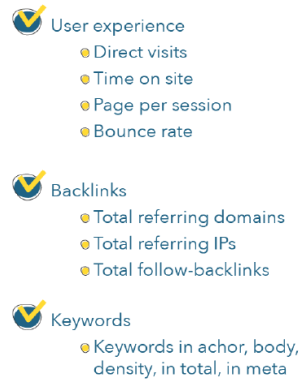 User experience
Direct visits
Time on site
Page per session
Bounce rate
Backlinks
Total referring domains
Total referring IPs
Total follow-backlinks
Keywords
Keywords in achor, body,
density, in total, in meta